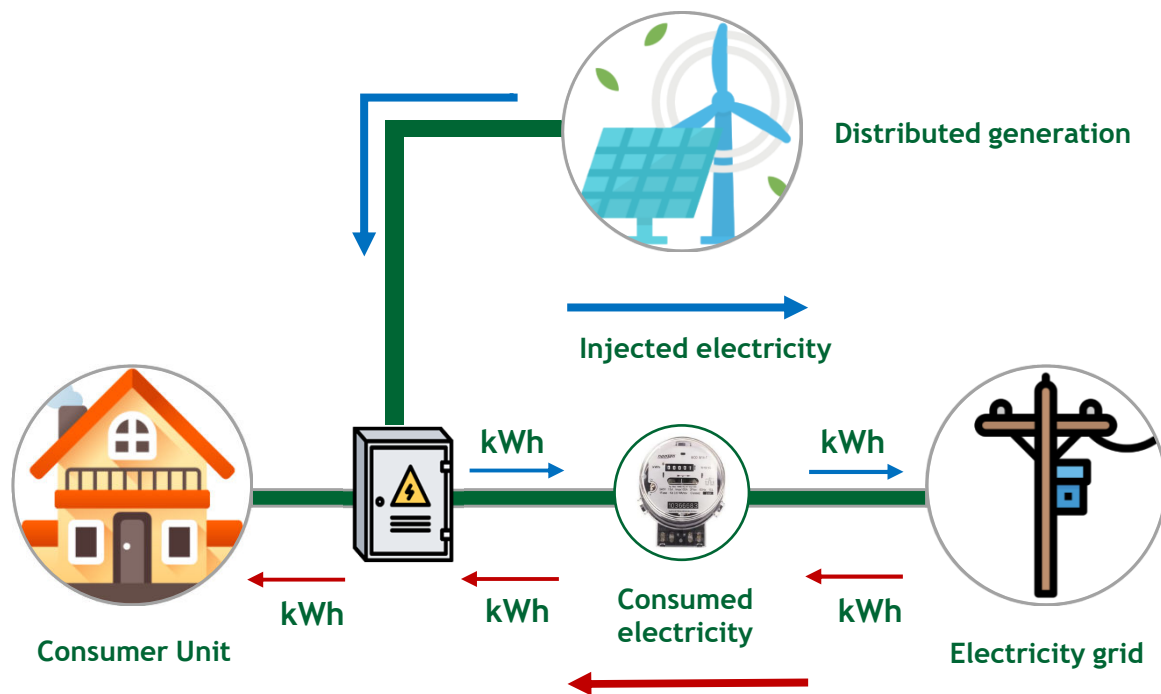 Distributed generation
Injected electricity
kWh
kWh
kWh
kWh
kWh
Consumed
electricity
Consumer Unit
Electricity grid